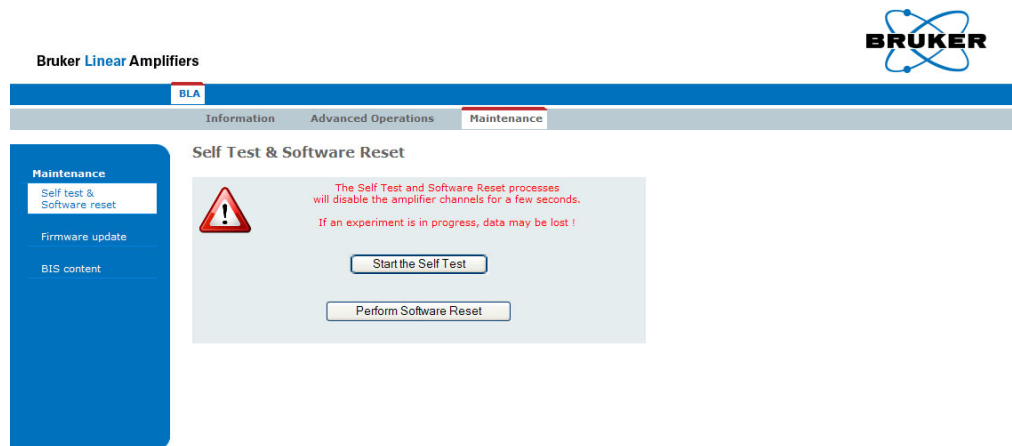 BRUKER
Bruker Linear Amplifiers
BLA
Information Advanced Operations Maintenance
Self Test & Software Reset
Maintenance
Self test &
Software reset
Firmware update
BIS content
The Self Test and Software Reset processes
will disable the amplifier channels for a few seconds.
If an experiment is in progress, data may be lost !
Start the Self Test
Perform Software Reset